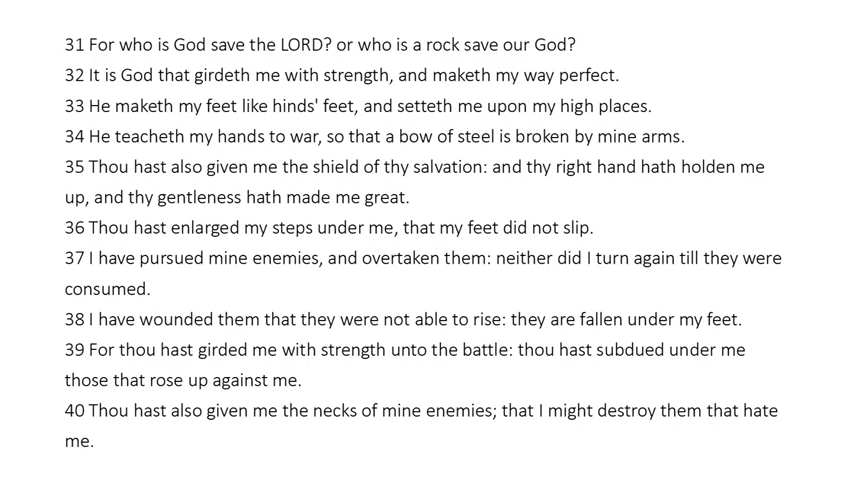 31 For who is God save the LORD? or who is a rock save our God?
32 It is God that girdeth me with strength, and maketh my way perfect.
33 He maketh my feet like hinds' feet, and setteth me upon my high places.
34 He teacheth my hands to war, so that a bow of steel is broken by mine arms.
35 Thou hast also given me the shield of thy salvation: and thy right hand hath holden me
up, and thy gentleness hath made me great.
36 Thou hast enlarged my steps under me, that my feet did not slip.
37 I have pursued mine enemies, and overtaken them: neither did I turn again till they were
consumed.
38 I have wounded them that they were not able to rise: they are fallen under my feet.
39 For thou hast girded me with strength unto the battle: thou hast subdued under me
those that rose up against me.
40 Thou hast also given me the necks of mine enemies; that I might destroy them that hate
me.